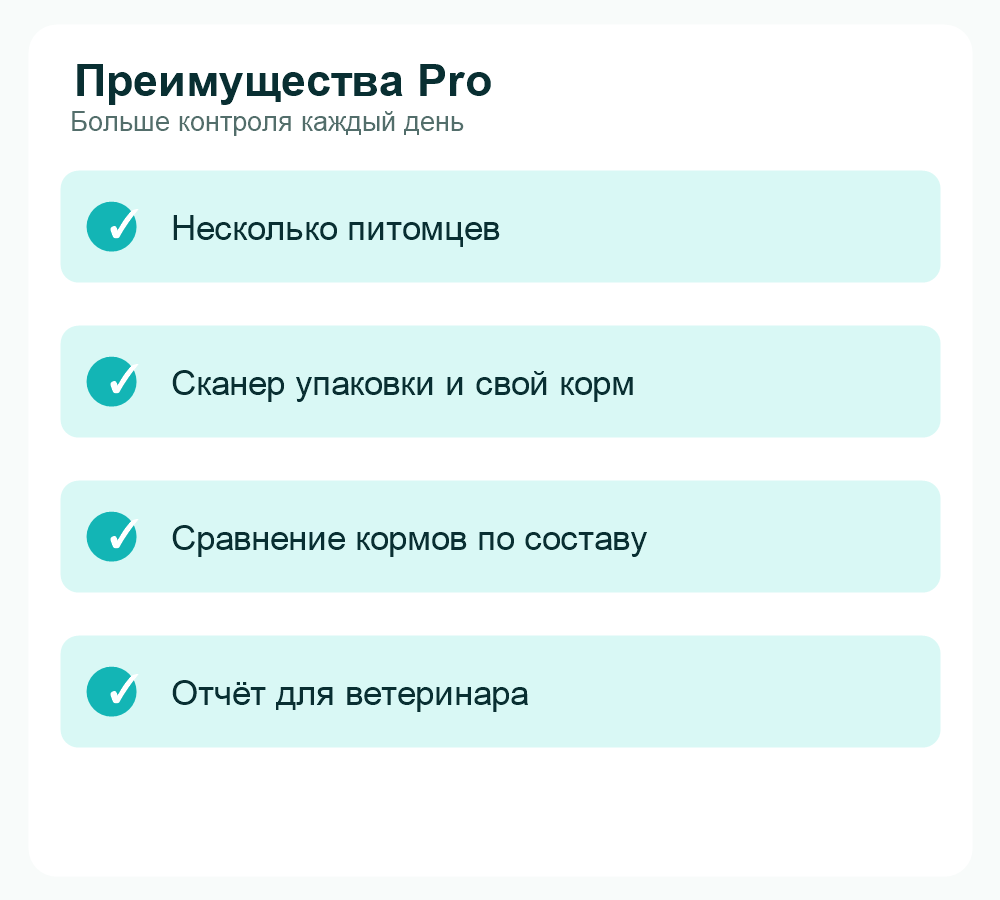 Преимущества Pro
Больше контроля каждый день
✓ Несколько питомцев
✓ Сканер упаковки и свой корм
✓ Сравнение кормов по составу
✓ Отчёт для ветеринара